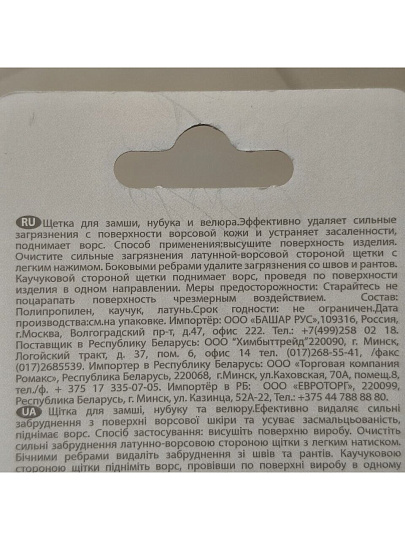 RU Щетка для замши, нубука и велюра.Эффективно удаляет сильные
загрязнения с поверхности ворсовой кожи и устраняет засаленности,
поднимает ворс. Способ применения:высушите поверхность изделия.
Очистите сильные загрязнения латунной-ворсовой стороной щетки с
легким нажимом. Боковыми ребрами удалите загрязнения со швов и рантов.
Каучуковой стороной щетки поднимает ворс, проведя по поверхности
изделия в одном направлении. Меры предосторожности: Старайтесь не
поцарапать поверхность чрезмерным воздействием. Состав:
Полипропилен, каучук, латунь.Срок годности: не ограничен.Дата
производства:см.на упаковке. Импортёр: ООО «БАШАР РУС»,109316, Россия,
г.Москва, Волгоградский пр-т,д.47, офис 222. Тел.: +7(499)258 02 18.
Поставщик в Республику Беларусь: ООО "Химбыттрейд"220090, г. Минск,
Логойский тракт, д. 37, пом. 6, офис 14 тел. (017)268-55-41, /факс
(017)2685539. Импортер в Республику Беларусь: ООО «Торговая компания
Ромакс», Республика Беларусь, 220068, г. Минск, ул.Каховская, 70А, помещ.8,
тел./ф. + 375 17 335-07-05. Импортёр в РБ: ООО «ЕВРОТОРГ», 220099,
Республика Беларусь, г. Минск, ул. Казинца, 52А-22, Тел.: +375 44 788 88 80.
UA Щітка для замші, нубуку та велюру.Ефективно видаляє сильні
забруднення з поверхні ворсової шкіри та усуває засмальцьованість,
піднімає ворс. Спосіб застосування: висушіть поверхню виробу. Очистіть
сильні забруднення латунно-ворсовою стороною щітки з легким натиском.
Бічними ребрами видаліть забруднення зі швів та рантів. Каучуковою
стороною щітки підніміть ворс, провівши по поверхні виробу в одному